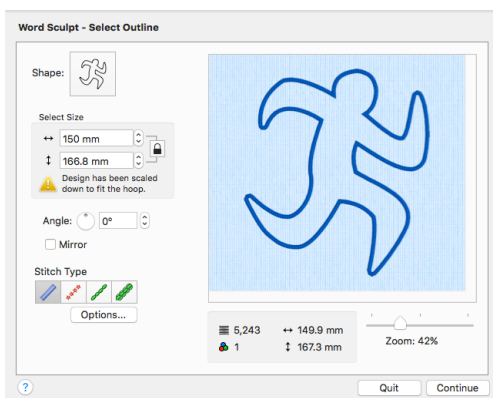 Word Sculpt - Select Outline
Shape:
Select Size
150 mm
166.8 mm
Design has been scaled
down to fit the hoop.
Angle: 0°
Mirror
Stitch Type
Options...
5,243 149.9 mm
1 167.3 mm
Zoom: 42%
? Quit Continue